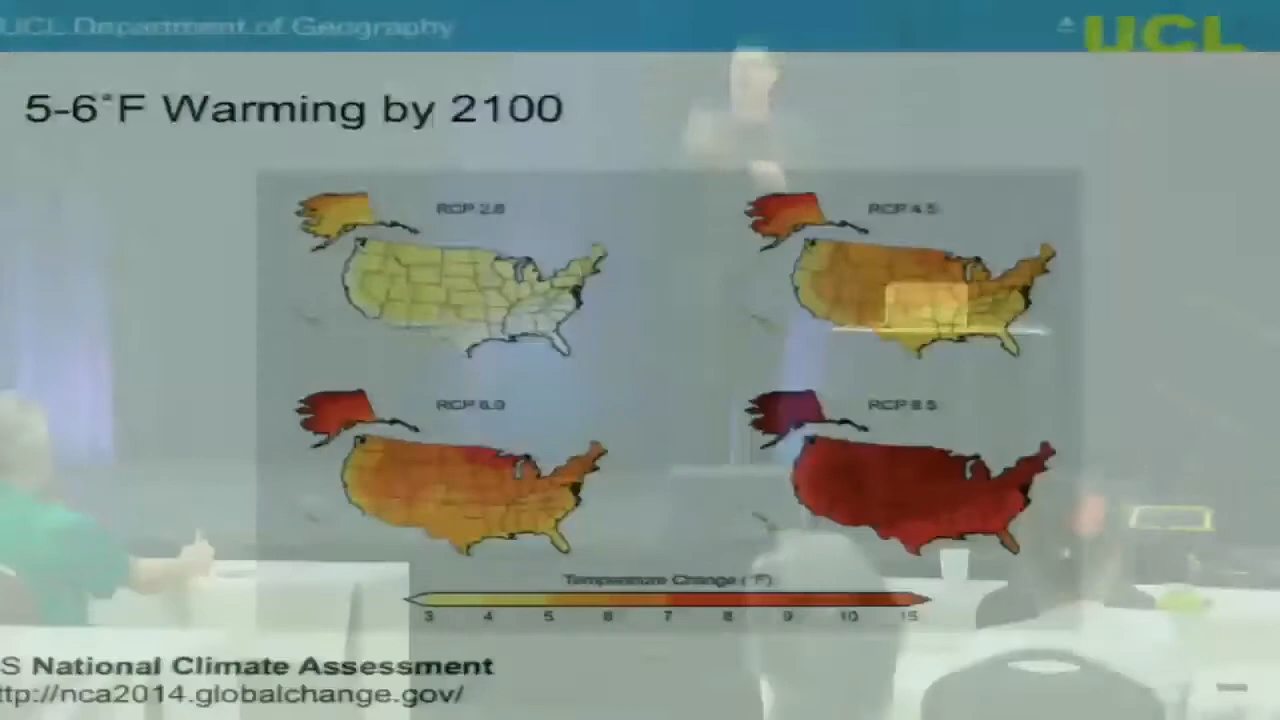 UCL Department of Geography
UCL
5-6°F Warming by 2100
RCP 2.6
RCP 4.5
RCP 6.0
RCP 8.5
Temperature Change (°F)
3 4 5 6 7 8 9 10 15
S National Climate Assessment
ttp://nca2014.globalchange.gov/